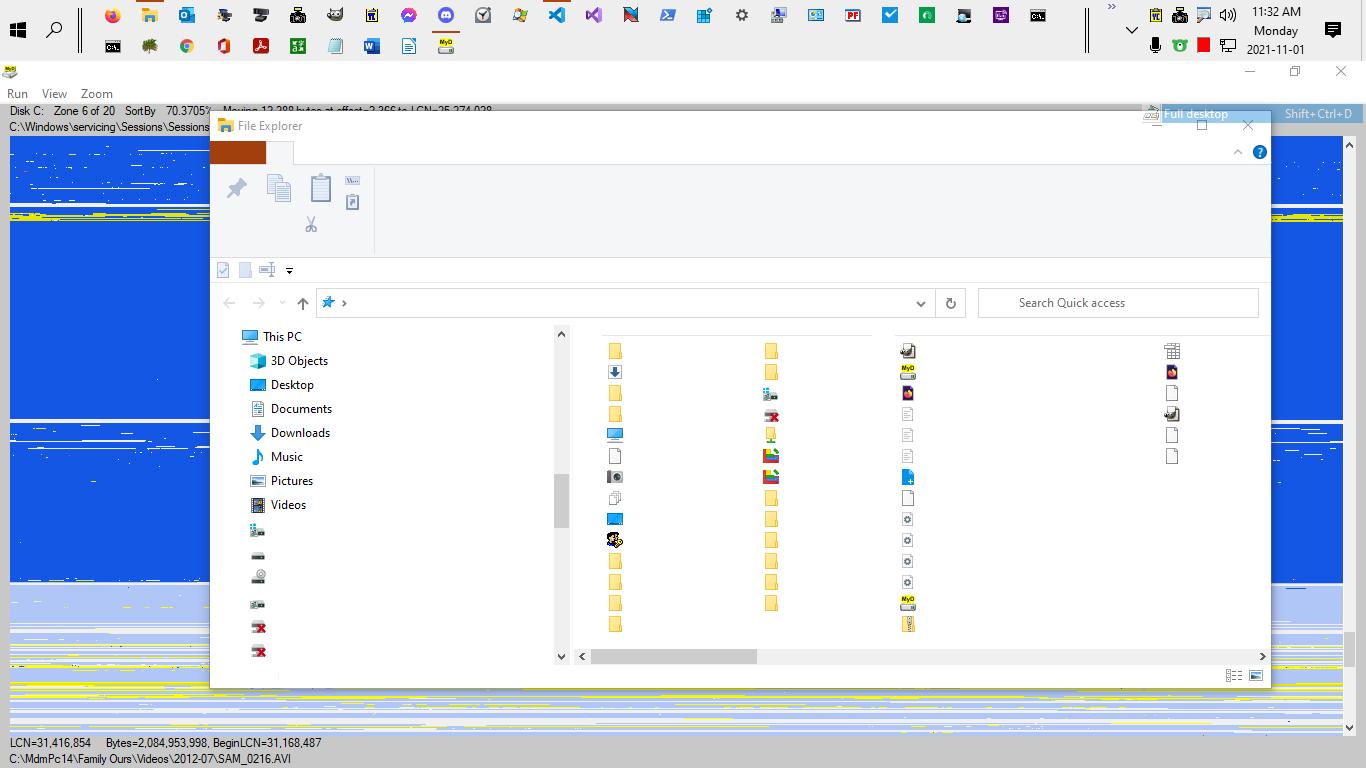 11:32 AM
Monday
2021-11-01
Run View Zoom
Disk C: Zone 6 of 20 SortBy 70.3705% Moving 12,288 bytes at offset=2,366 to LCN=25,274,028
C:\Windows\servicing\Sessions\Sessions
Full desktop Shift+Ctrl+D
File Explorer
Search Quick access
This PC
3D Objects
Desktop
Documents
Downloads
Music
Pictures
Videos
MyD
MyD
LCN=31,416,854 Bytes=2,084,953,998, BeginLCN=31,168,487
C:\MdmPc14\Family Ours\Videos\2012-07\SAM_0216.AVI